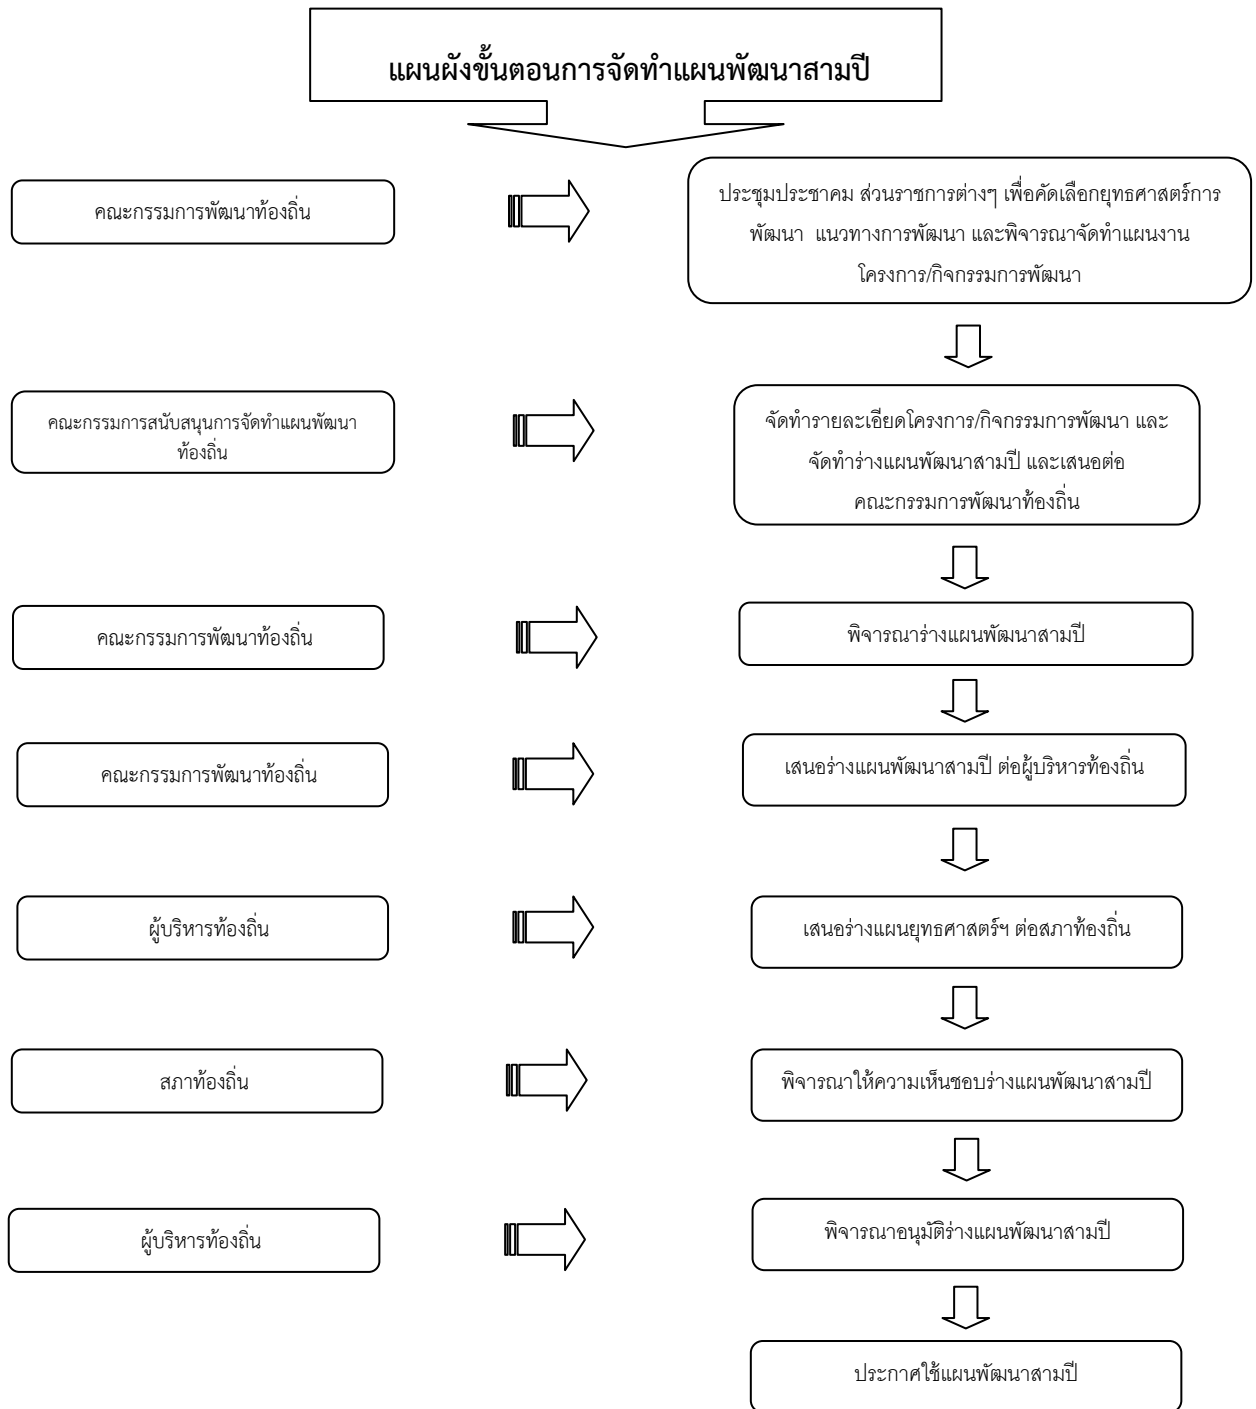 แผนผังขั้นตอนการจัดทำแผนพัฒนาสามปี
คณะกรรมการพัฒนาท้องถิ่น
ประชุมประชาคม ส่วนราชการต่างๆ เพื่อคัดเลือกยุทธศาสตร์การ
พัฒนา แนวทางการพัฒนา และพิจารณาจัดทำแผนงาน
โครงการ/กิจกรรมการพัฒนา
คณะกรรมการสนับสนุนการจัดทำแผนพัฒนา
ท้องถิ่น
จัดทำรายละเอียดโครงการ/กิจกรรมการพัฒนา และ
จัดทำร่างแผนพัฒนาสามปี และเสนอต่อ
คณะกรรมการพัฒนาท้องถิ่น
คณะกรรมการพัฒนาท้องถิ่น
พิจารณาร่างแผนพัฒนาสามปี
คณะกรรมการพัฒนาท้องถิ่น
เสนอร่างแผนพัฒนาสามปี ต่อผู้บริหารท้องถิ่น
ผู้บริหารท้องถิ่น
เสนอร่างแผนยุทธศาสตร์ฯ ต่อสภาท้องถิ่น
สภาท้องถิ่น
พิจารณาให้ความเห็นชอบร่างแผนพัฒนาสามปี
ผู้บริหารท้องถิ่น
พิจารณาอนุมัติร่างแผนพัฒนาสามปี
ประกาศใช้แผนพัฒนาสามปี